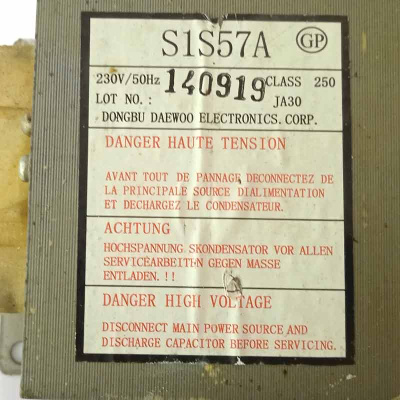 S1S57A GP
230V/50Hz 140919 CLASS 250
LOT NO. : JA30
DONGBU DAEWOO ELECTRONICS. CORP.
DANGER HAUTE TENSION
AVANT TOUT DE PANNAGE, DECONNECTEZ DE
LA PRINCIPALE SOURCE DIALIMENTATION
ET DECHARGEZ LE CONDENSATEUR.
ACHTUNG
HOCHSPANNUNG SKONDENSATOR VOR ALLEN
SERVICEARBEITEN GEGEN MASSE
ENTLADEN. !!
DANGER HIGH VOLTAGE
DISCONNECT MAIN POWER SOURCE AND
DISCHARGE CAPACITOR BEFORE SERVICING.